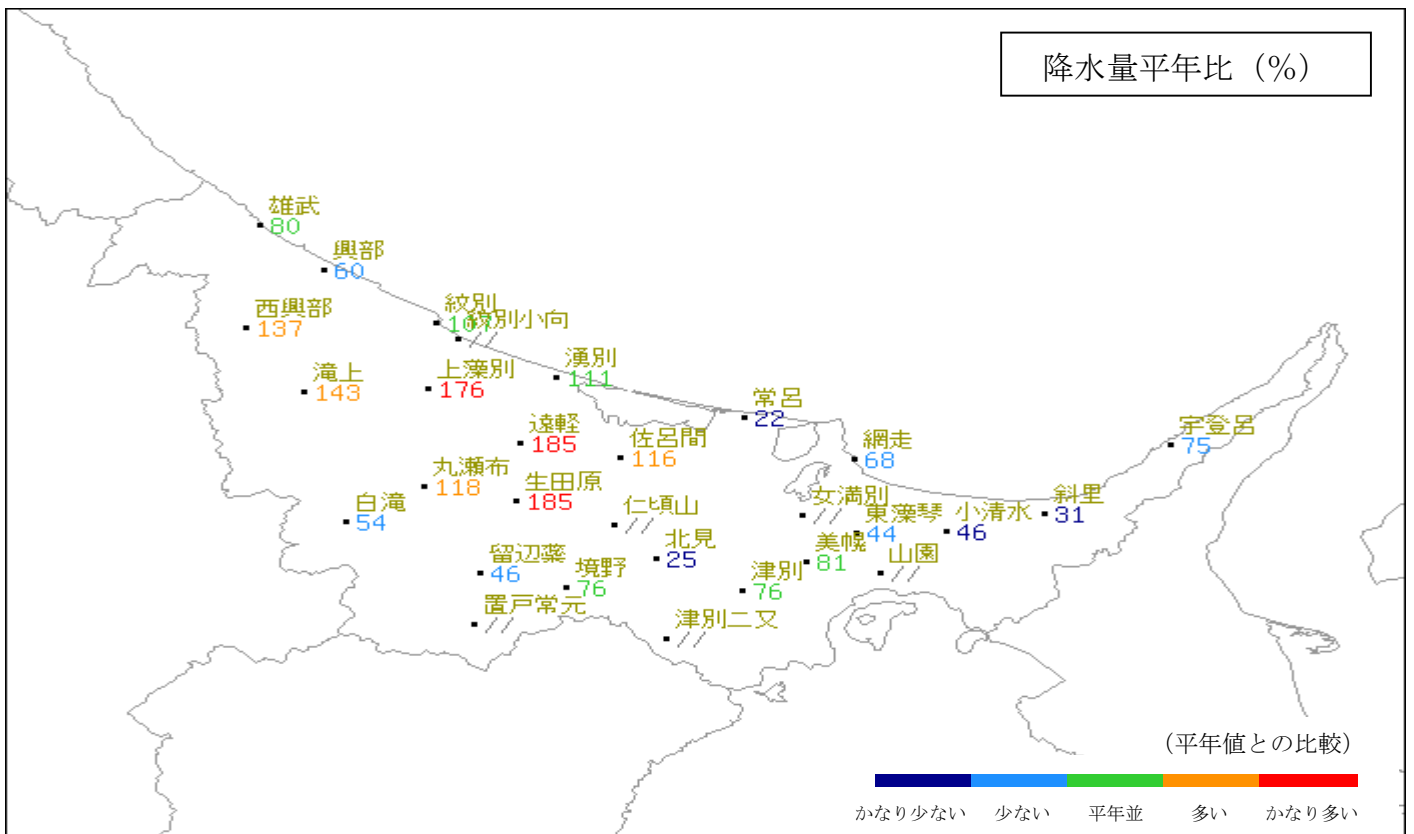 降水量平年比（％）
雄武
80
興部
60
西興部
137
紋別
107
紋別小向
//
滝上
143
上藻別
176
湧別
111
常呂
22
遠軽
185
佐呂間
116
網走
68
宇登呂
75
丸瀬布
118
生田原
185
白滝
54
仁頃山
//
女満別
//
東藻琴
44
小清水
46
斜里
31
北見
25
美幌
81
山園
//
留辺蘂
46
境野
76
津別
76
置戸常元
//
津別二又
//
（平年値との比較）
かなり少ない 少ない 平年並 多い かなり多い